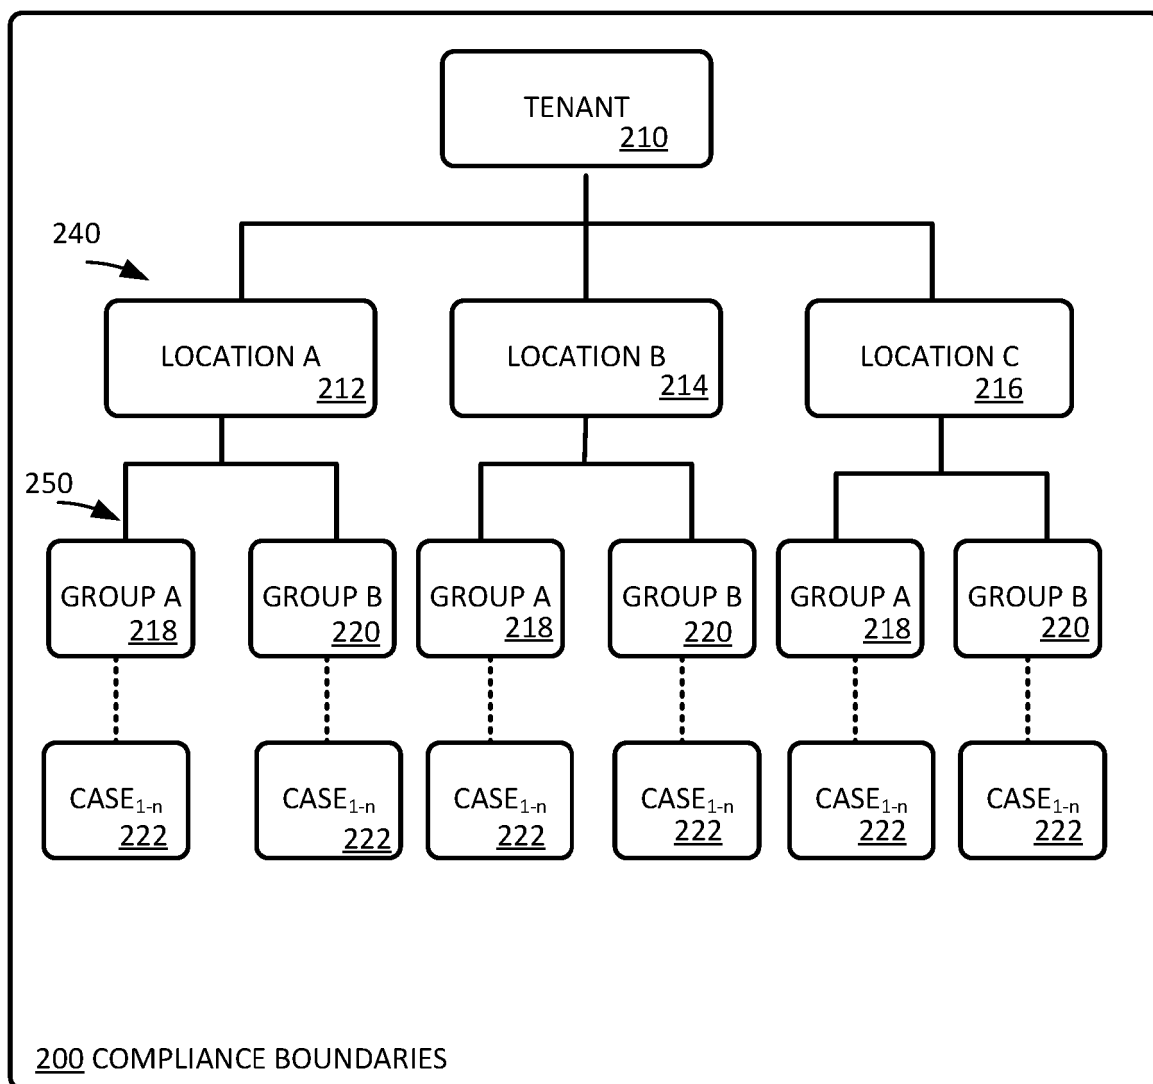 TENANT
210
240
LOCATION A
212
LOCATION B
214
LOCATION C
216
250
GROUP A
218
GROUP B
220
GROUP A
218
GROUP B
220
GROUP A
218
GROUP B
220
CASE1-n
222
CASE1-n
222
CASE1-n
222
CASE1-n
222
CASE1-n
222
CASE1-n
222
200 COMPLIANCE BOUNDARIES